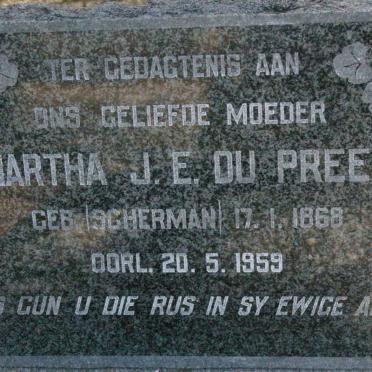 TER GEDAGTENIS AAN
ONS GELIEFDE MOEDER
MARTHA J. E. DU PREE
GEB (SCHERMAN) 17. 1. 1868
OORL. 20. 5. 1959
GUN U DIE RUS IN SY EWIGE